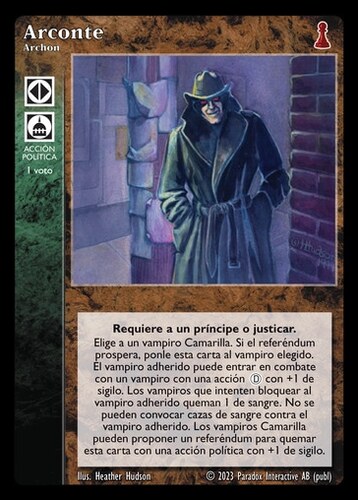 Arconte
Archon
ACCIÓN
POLÍTICA
1 voto
Requiere a un príncipe o justicar.
Elige a un vampiro Camarilla. Si el referéndum
prospera, ponle esta carta al vampiro elegido.
El vampiro adherido puede entrar en combate
con un vampiro con una acción Ⓓ con +1 de
sigilo. Los vampiros que intenten bloquear al
vampiro adherido queman 1 de sangre. No se
pueden convocar cazas de sangre contra el
vampiro adherido. Los vampiros Camarilla
pueden proponer un referéndum para quemar
esta carta con una acción política con +1 de sigilo.
Ilus. Heather Hudson
© 2023 Paradox Interactive AB (publ)